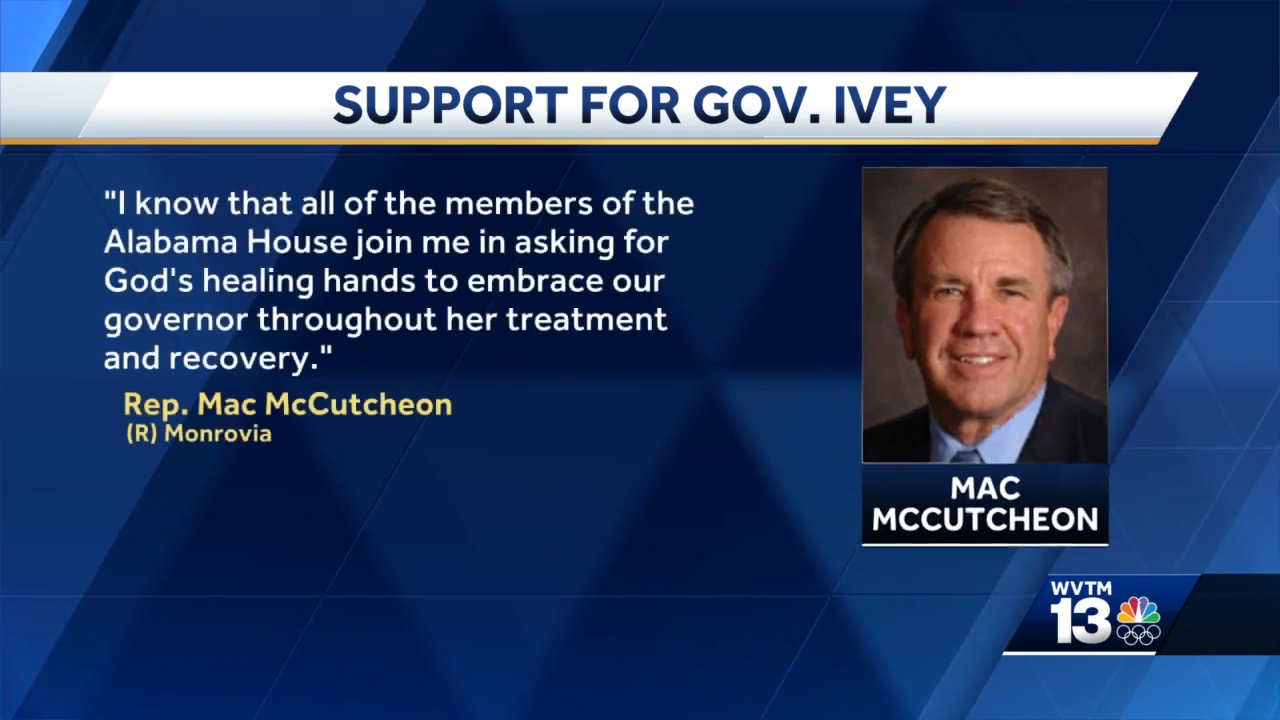 SUPPORT FOR GOV. IVEY
"I know that all of the members of the
Alabama House join me in asking for
God's healing hands to embrace our
governor throughout her treatment
and recovery."
Rep. Mac McCutcheon
(R) Monrovia
MAC
MCCUTCHEON
WVTM
13